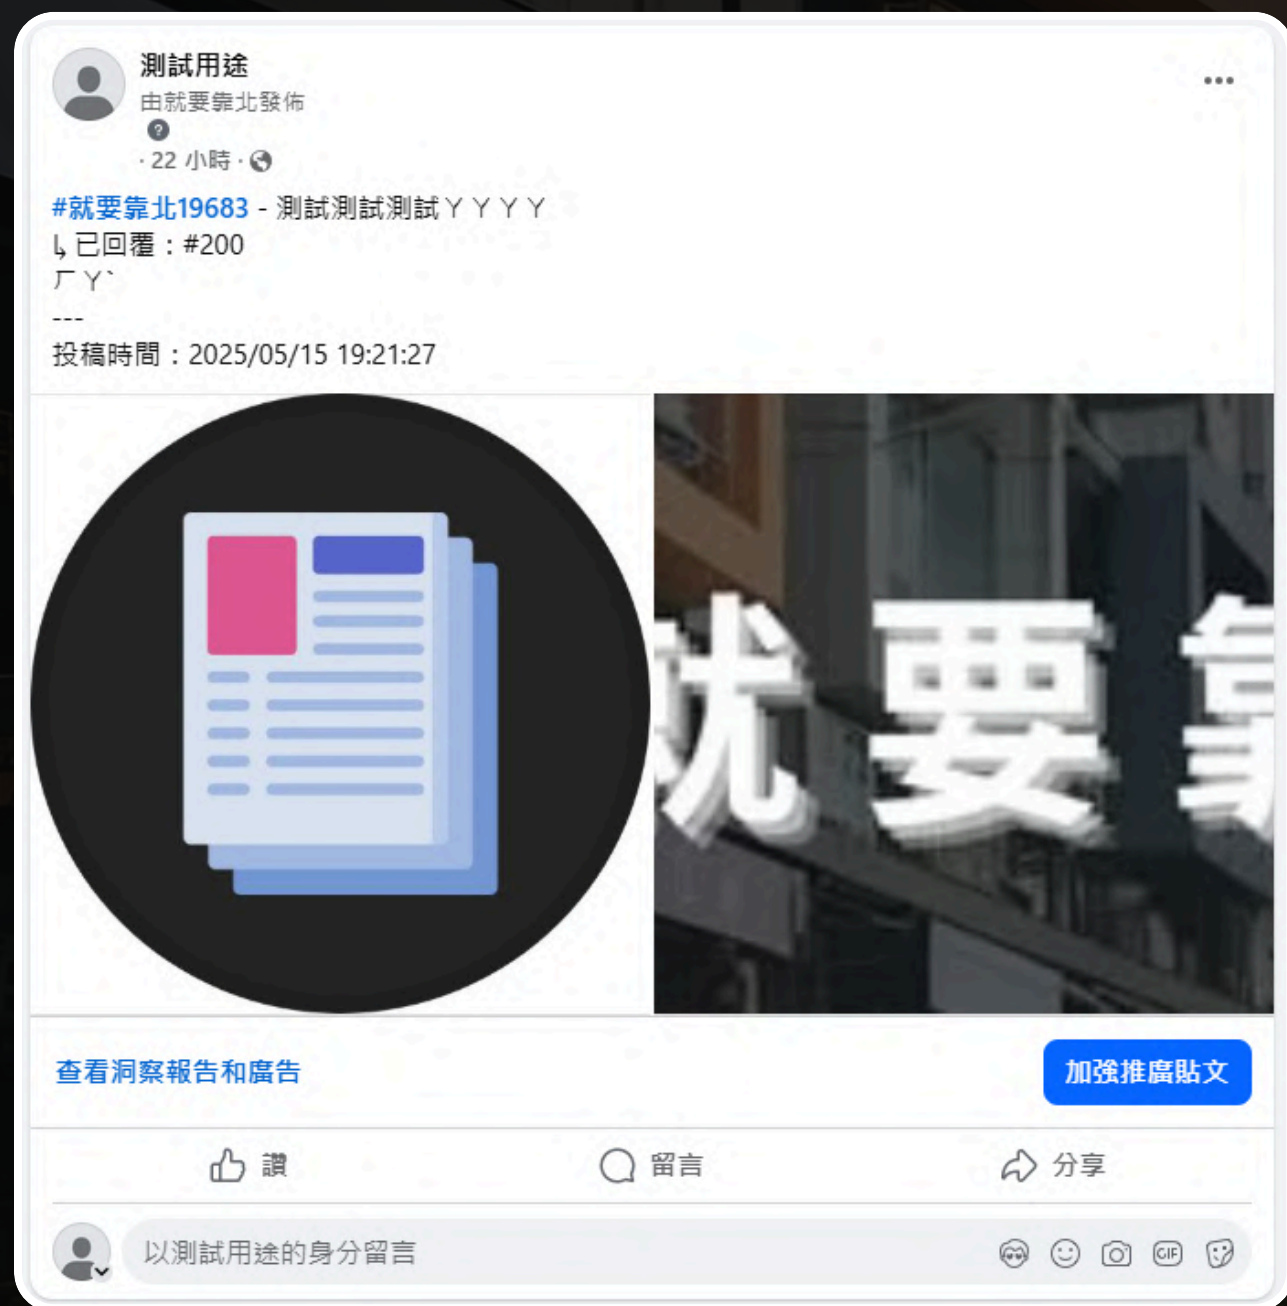 測試用途
由就要靠北發佈
· 22 小時 ·
#就要靠北19683 - 測試測試測試ㄚㄚㄚㄚ
↳ 已回覆：#200
ㄏㄚˋ
---
投稿時間：2025/05/15 19:21:27
就要靠
查看洞察報告和廣告
加強推廣貼文
讚
留言
分享
以測試用途的身分留言
GIF